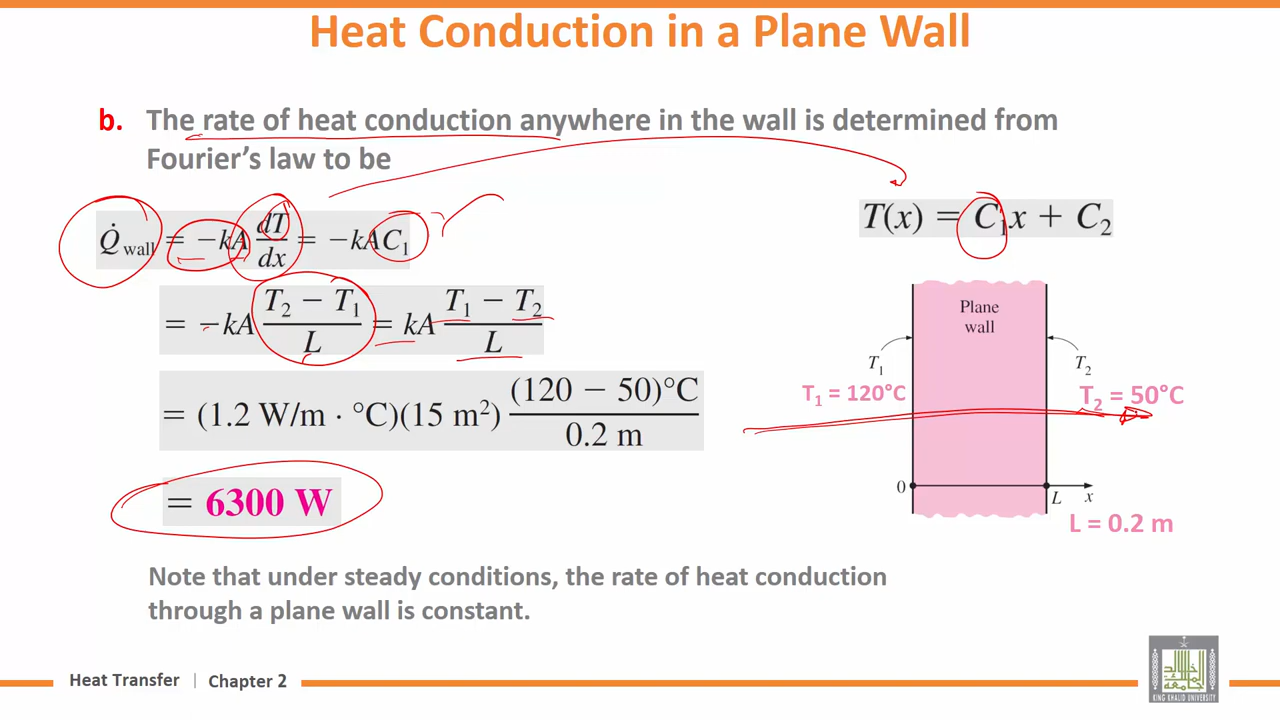 Heat Conduction in a Plane Wall
b. The rate of heat conduction anywhere in the wall is determined from
Fourier's law to be
Q̇wall = −kA dT/dx = −kAC₁
= −kA (T₂ − T₁)/L = kA (T₁ − T₂)/L
= (1.2 W/m · °C)(15 m²) (120 − 50)°C/0.2 m
= 6300 W
Note that under steady conditions, the rate of heat conduction
through a plane wall is constant.
T(x) = C₁x + C₂
Plane
wall
T₁
T₂
T₁ = 120°C
T₂ = 50°C
0
L
x
L = 0.2 m
Heat Transfer | Chapter 2
KING KHALID UNIVERSITY